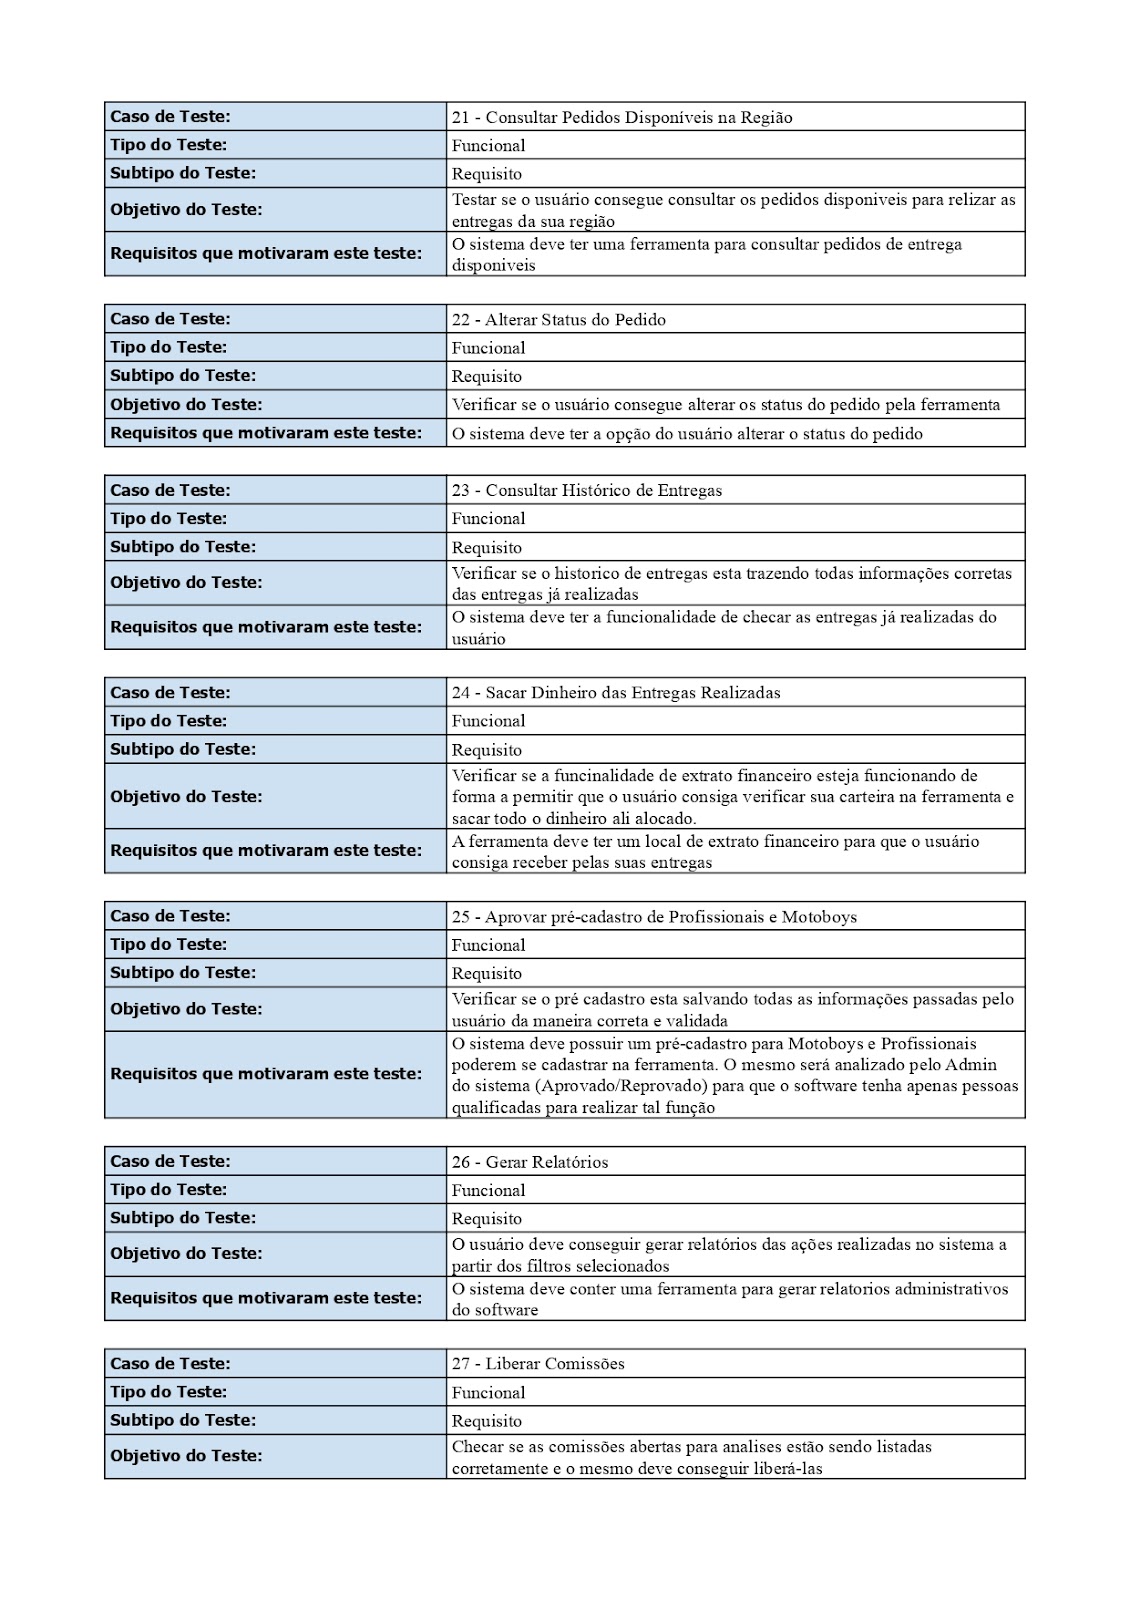 Caso de Teste: 21 - Consultar Pedidos Disponíveis na Região
Tipo do Teste: Funcional
Subtipo do Teste: Requisito
Objetivo do Teste: Testar se o usuário consegue consultar os pedidos disponiveis para relizar as
entregas da sua região
Requisitos que motivaram este teste: O sistema deve ter uma ferramenta para consultar pedidos de entrega
disponiveis
Caso de Teste: 22 - Alterar Status do Pedido
Tipo do Teste: Funcional
Subtipo do Teste: Requisito
Objetivo do Teste: Verificar se o usuário consegue alterar os status do pedido pela ferramenta
Requisitos que motivaram este teste: O sistema deve ter a opção do usuário alterar o status do pedido
Caso de Teste: 23 - Consultar Histórico de Entregas
Tipo do Teste: Funcional
Subtipo do Teste: Requisito
Objetivo do Teste: Verificar se o historico de entregas esta trazendo todas informações corretas
das entregas já realizadas
Requisitos que motivaram este teste: O sistema deve ter a funcionalidade de checar as entregas já realizadas do
usuário
Caso de Teste: 24 - Sacar Dinheiro das Entregas Realizadas
Tipo do Teste: Funcional
Subtipo do Teste: Requisito
Objetivo do Teste: Verificar se a funcinalidade de extrato financeiro esteja funcionando de
forma a permitir que o usuário consiga verificar sua carteira na ferramenta e
sacar todo o dinheiro ali alocado.
Requisitos que motivaram este teste: A ferramenta deve ter um local de extrato financeiro para que o usuário
consiga receber pelas suas entregas
Caso de Teste: 25 - Aprovar pré-cadastro de Profissionais e Motoboys
Tipo do Teste: Funcional
Subtipo do Teste: Requisito
Objetivo do Teste: Verificar se o pré cadastro esta salvando todas as informações passadas pelo
usuário da maneira correta e validada
Requisitos que motivaram este teste: O sistema deve possuir um pré-cadastro para Motoboys e Profissionais
poderem se cadastrar na ferramenta. O mesmo será analizado pelo Admin
do sistema (Aprovado/Reprovado) para que o software tenha apenas pessoas
qualificadas para realizar tal função
Caso de Teste: 26 - Gerar Relatórios
Tipo do Teste: Funcional
Subtipo do Teste: Requisito
Objetivo do Teste: O usuário deve conseguir gerar relatórios das ações realizadas no sistema a
partir dos filtros selecionados
Requisitos que motivaram este teste: O sistema deve conter uma ferramenta para gerar relatorios administrativos
do software
Caso de Teste: 27 - Liberar Comissões
Tipo do Teste: Funcional
Subtipo do Teste: Requisito
Objetivo do Teste: Checar se as comissões abertas para analises estão sendo listadas
corretamente e o mesmo deve conseguir liberá-las